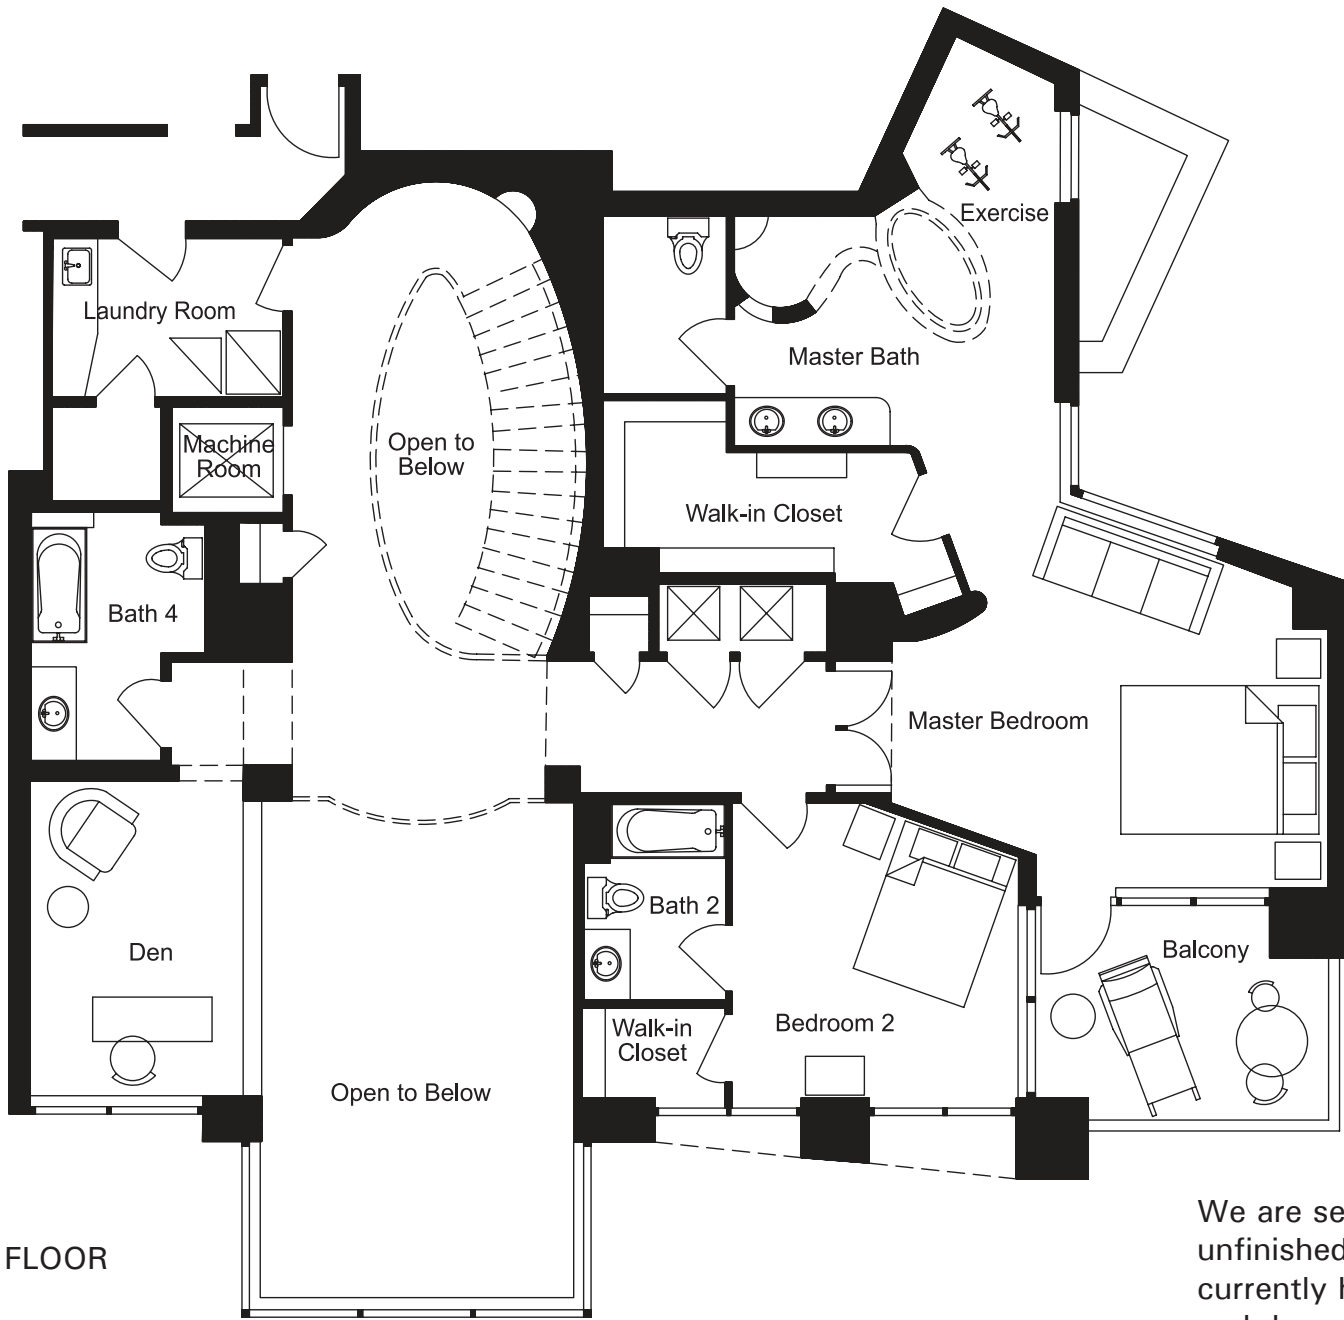 Exercise
Laundry Room
Master Bath
Open to
Below
Machine
Room
Walk-in Closet
Bath 4
Master Bedroom
Bath 2
Den
Balcony
Walk-in
Closet
Bedroom 2
Open to Below
FLOOR
We are se
unfinished
currently h